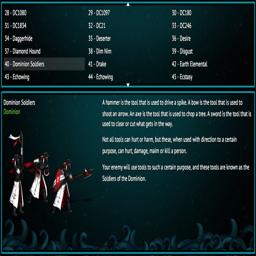 28 - DC1080
29 - DC1097
30 - DC180
31 - DC1834
32 - DC21
33 - DC246
34 - Daggerhide
35 - Deserter
36 - Desire
37 - Diamond Hound
38 - Dim Nim
39 - Disgust
40 - Dominion Soldiers
41 - Drake
42 - Earth Elemental
43 - Echowing
44 - Echowing
45 - Ecstasy
Dominion Soldiers
Dominion
A hammer is the tool that is used to drive a spike. A bow is the tool that is used to
shoot an arrow. An axe is the tool that is used to chop a tree. A sword is the tool that is
used to clear or cut what gets in the way.
Not all tools can hurt or harm, but these, when used with direction to a certain
purpose, can hurt, damage, maim or kill a person.
Your enemy will use tools to such a certain purpose, and these tools are known as the
Soldiers of the Dominion.